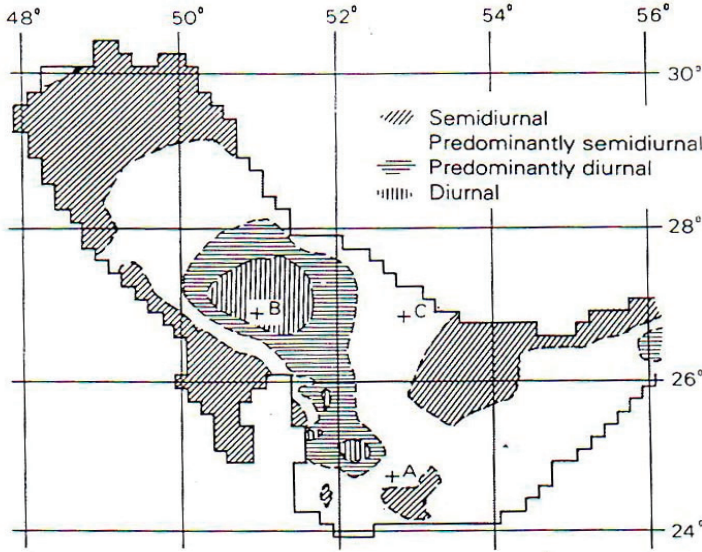 48° 50° 52° 54° 56°
30°
Semidiurnal
Predominantly semidiurnal
Predominantly diurnal
Diurnal
28°
B
C
26°
A
24°